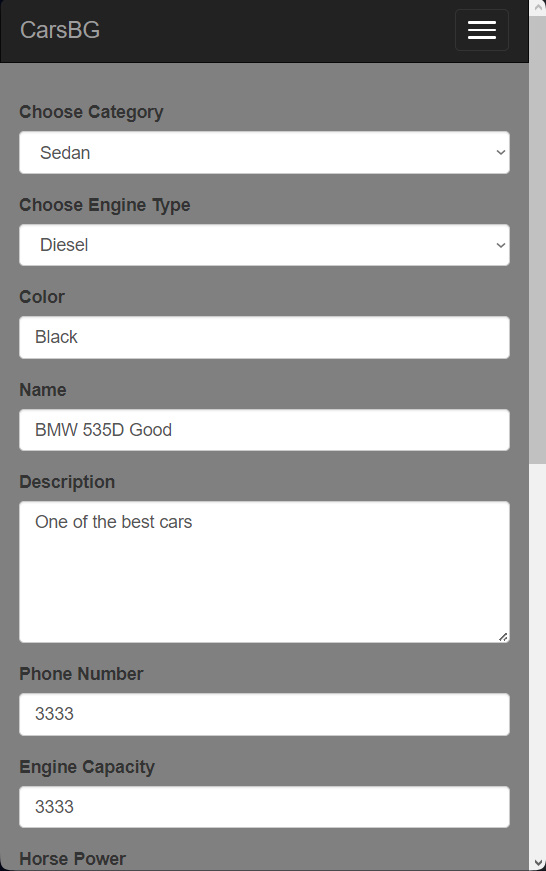 CarsBG
Choose Category
Sedan
Choose Engine Type
Diesel
Color
Black
Name
BMW 535D Good
Description
One of the best cars
Phone Number
3333
Engine Capacity
3333
Horse Power